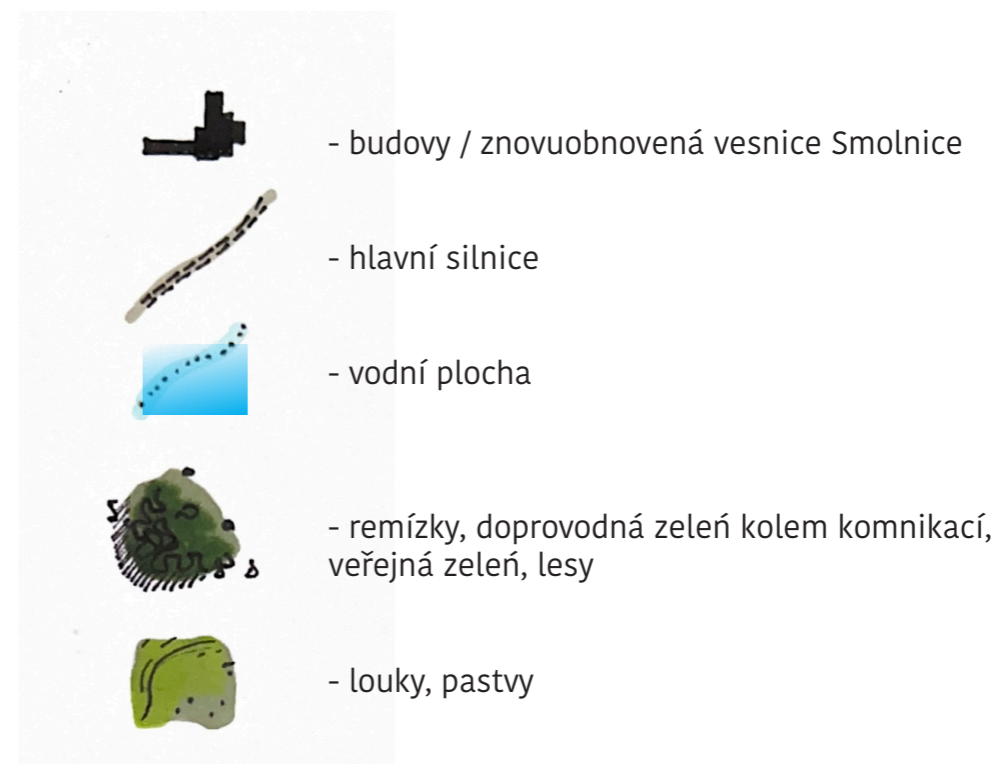 - budovy / znovuobnovená vesnice Smolnice
- hlavní silnice
- vodní plocha
- remízky, doprovodná zeleň kolem komnikací,
veřejná zeleň, lesy
- louky, pastvy